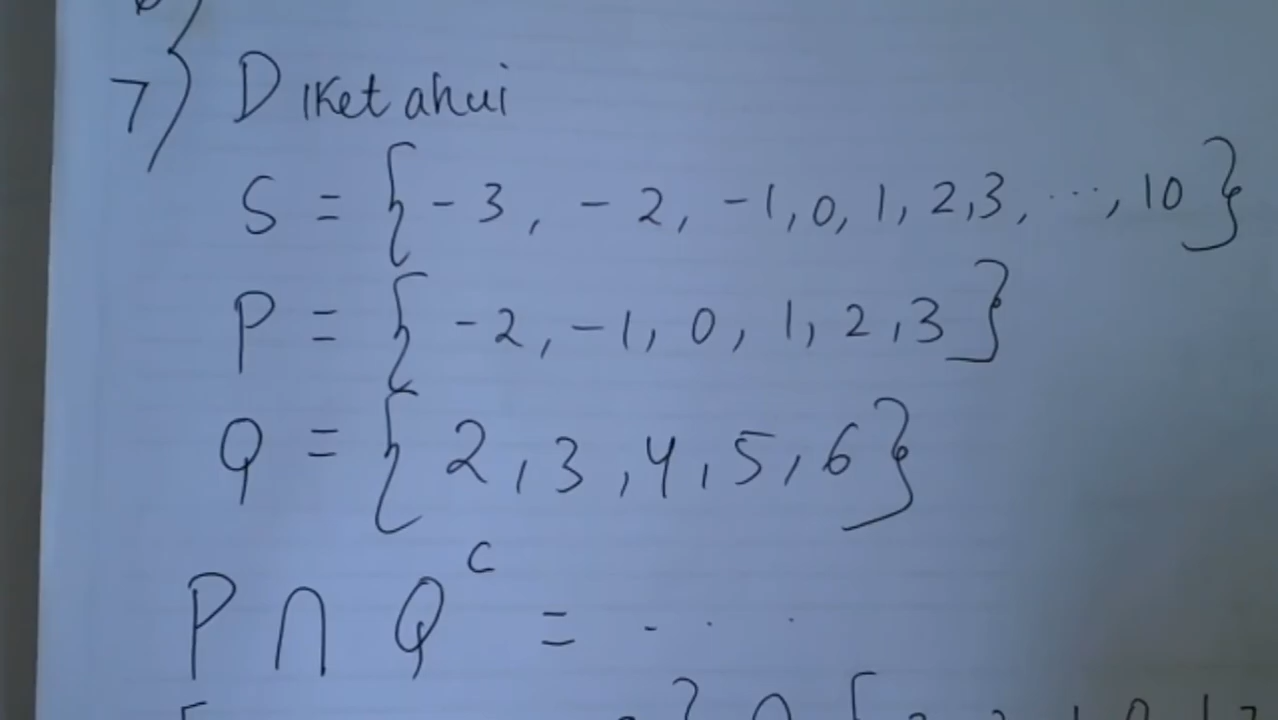 7) Diketahui
S = { -3, -2, -1, 0, 1, 2, 3, ..., 10 }
P = { -2, -1, 0, 1, 2, 3 }
Q = { 2, 3, 4, 5, 6 }
P ∩ Q^c = ....